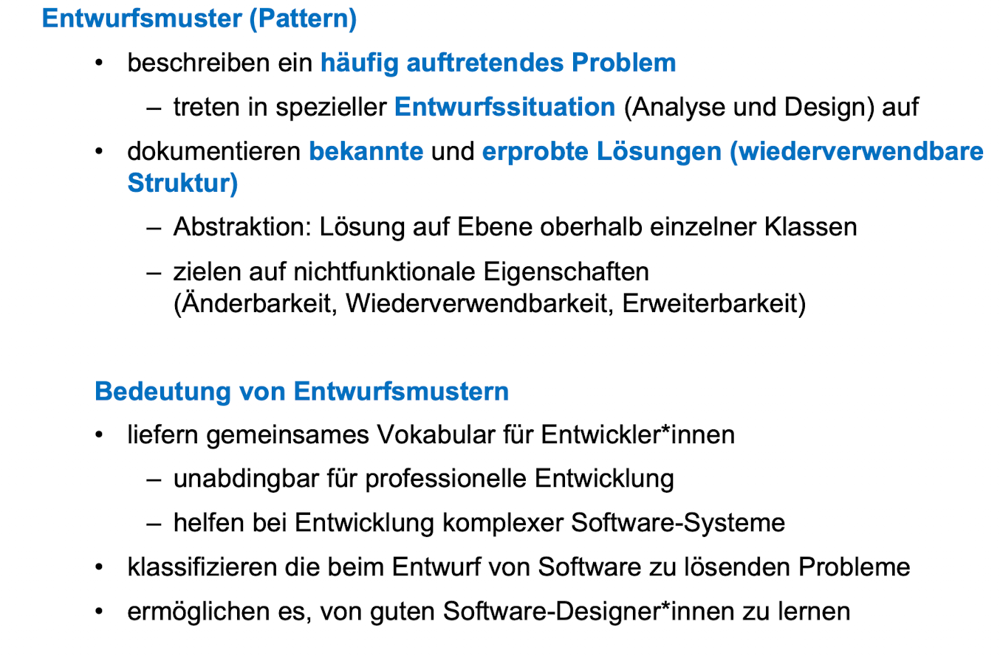 Entwurfsmuster (Pattern)
• beschreiben ein häufig auftretendes Problem
– treten in spezieller Entwurfssituation (Analyse und Design) auf
• dokumentieren bekannte und erprobte Lösungen (wiederverwendbare
Struktur)
– Abstraktion: Lösung auf Ebene oberhalb einzelner Klassen
– zielen auf nichtfunktionale Eigenschaften
(Änderbarkeit, Wiederverwendbarkeit, Erweiterbarkeit)
Bedeutung von Entwurfsmustern
• liefern gemeinsames Vokabular für Entwickler*innen
– unabdingbar für professionelle Entwicklung
– helfen bei Entwicklung komplexer Software-Systeme
• klassifizieren die beim Entwurf von Software zu lösenden Probleme
• ermöglichen es, von guten Software-Designer*innen zu lernen